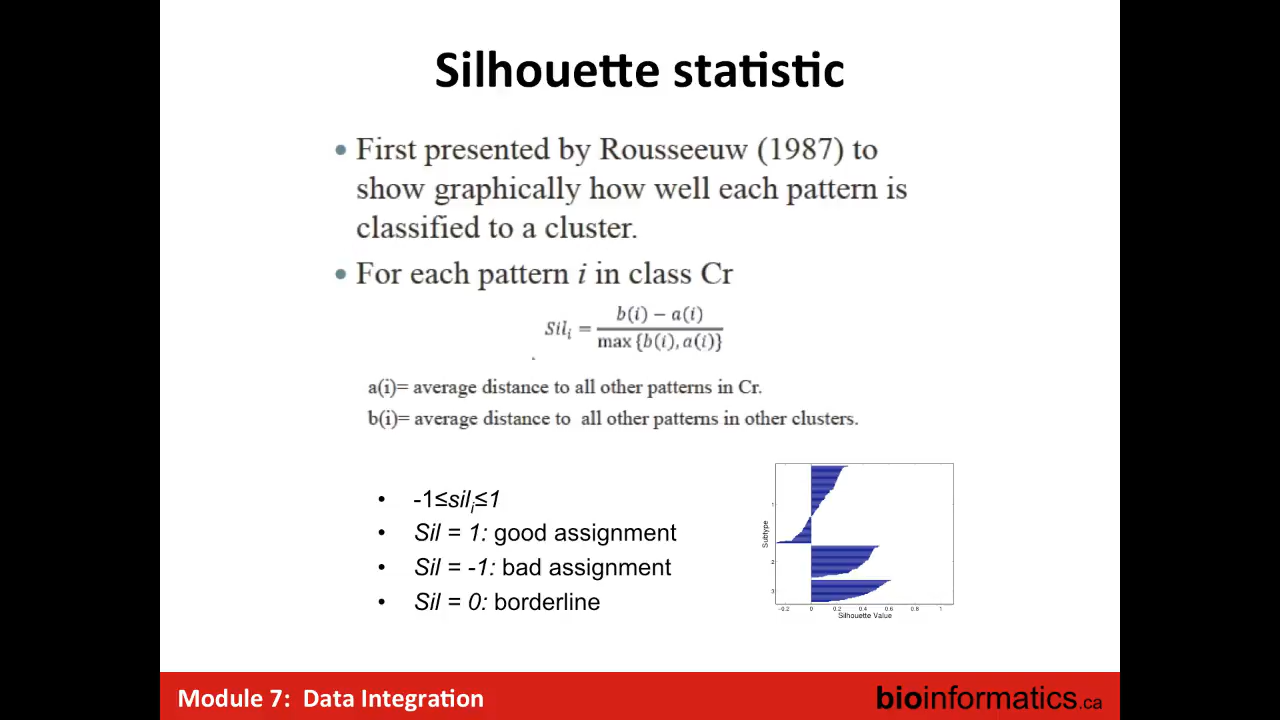 Silhouette statistic
• First presented by Rousseeuw (1987) to
show graphically how well each pattern is
classified to a cluster.
• For each pattern i in class Cr
Sil_i = b(i) − a(i) / max {b(i), a(i)}
a(i)= average distance to all other patterns in Cr.
b(i)= average distance to all other patterns in other clusters.
• -1≤sil_i≤1
• Sil = 1: good assignment
• Sil = -1: bad assignment
• Sil = 0: borderline
Subtype
1
2
3
−0.2 0 0.2 0.4 0.6 0.8 1
Silhouette Value
Module 7: Data Integration
bioinformatics.ca